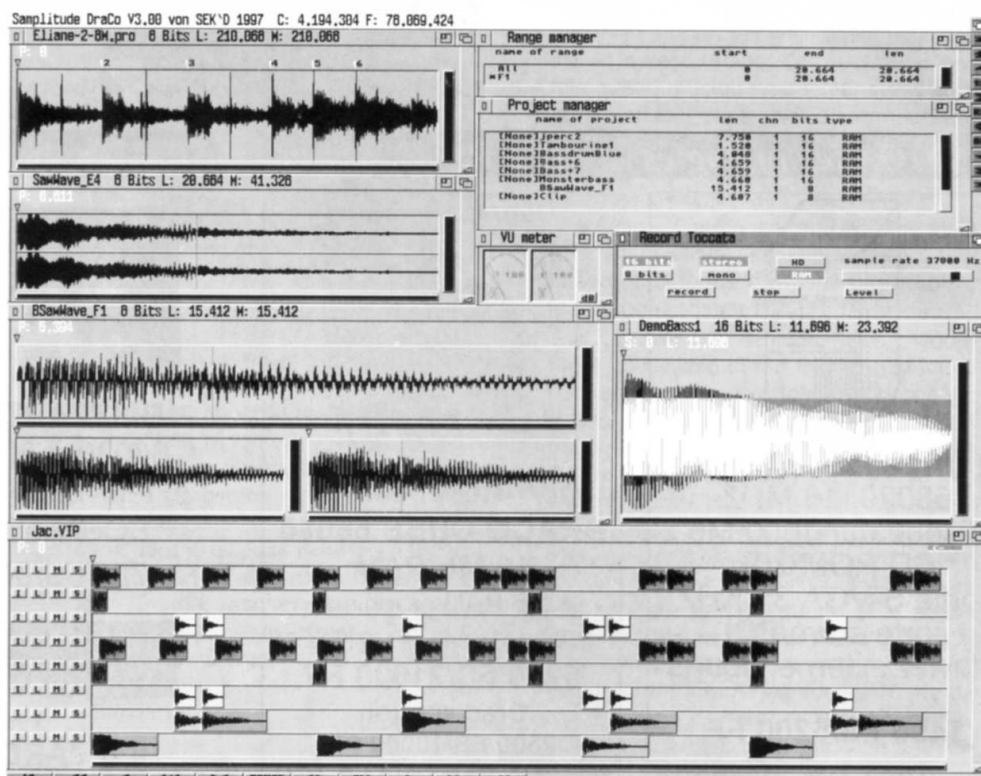 Samplitude DraCo V3.00 von SEK'D 1997 C: 4.194.304 F: 78.069.424
Eliane-2-8M.pro 8 Bits L: 210.068 M: 210.068
P: 0
2 3 4 5 6
Range manager
name of range start end len
All 0 20.664 20.664
*F1 0 20.664 20.664
Project manager
name of project len chn bits type
[None]jperc2 7.750 1 16 RAM
[None]Tambourine1 1.520 1 16 RAM
[None]BassdrumBlue 4.048 1 16 RAM
[None]Bass+6 4.659 1 16 RAM
[None]Bass+7 4.659 1 16 RAM
[None]Monsterbass 4.660 1 16 RAM
BSawWave_F1 15.412 1 8 RAM
[None]Clip 4.687 1 8 RAM
SawWave_E4 8 Bits L: 20.664 M: 41.328
VU meter
dB
Record Toccata
16 bits stereo HD sample rate 37800 Hz
8 bits mono RAM
record stop Level
BSawWave_F1 8 Bits L: 15.412 M: 15.412
DemoBass1 16 Bits L: 11.696 M: 23.392
S: 0 L: 11.696
Jac.VIP
P: 0
I L M S
I L M S
I L M S
I L M S
I L M S
I L M S
I L M S
I L M S